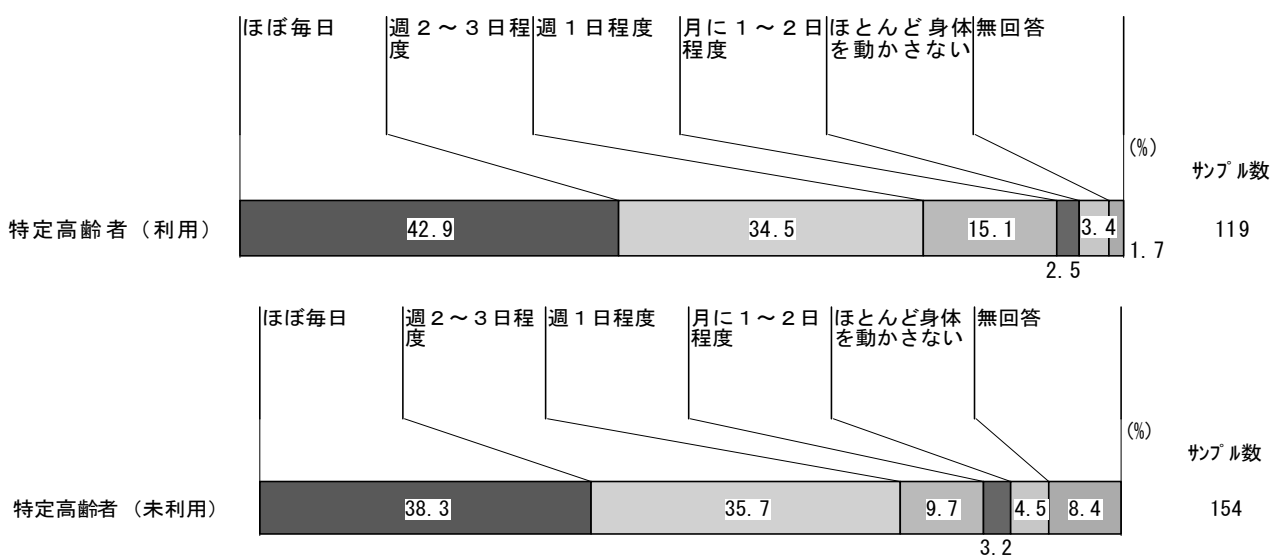 ほぼ毎日 週２～３日程度 週１日程度 月に１～２日程度 ほとんど身体を動かさない 無回答
(%)
サンプル数
特定高齢者（利用） 42.9 34.5 15.1 2.5 3.4 1.7 119
ほぼ毎日 週２～３日程度 週１日程度 月に１～２日程度 ほとんど身体を動かさない 無回答
(%)
サンプル数
特定高齢者（未利用） 38.3 35.7 9.7 3.2 4.5 8.4 154